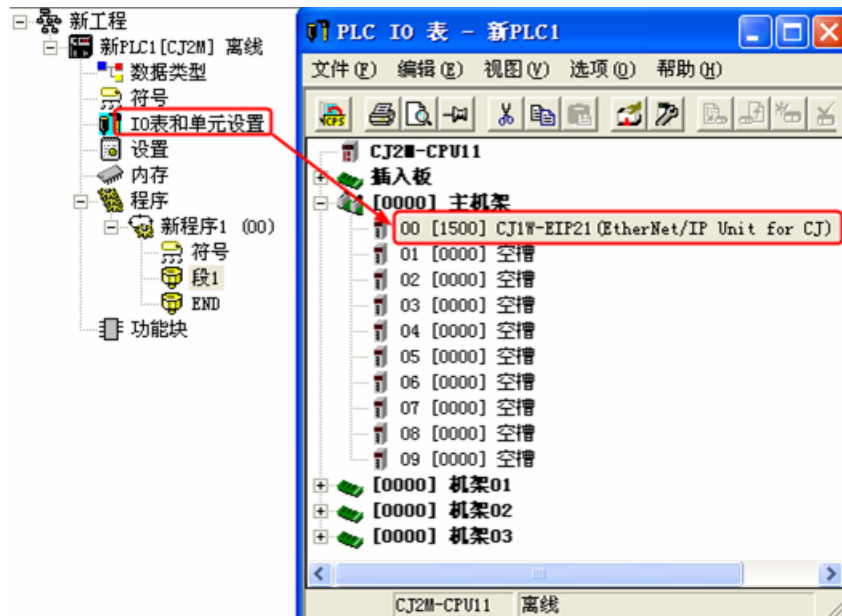 新工程
新PLC1[CJ2M] 离线
数据类型
符号
IO表和单元设置
设置
内存
程序
新程序1 (00)
符号
段1
END
功能块
PLC IO 表 - 新PLC1
文件(F) 编辑(E) 视图(V) 选项(O) 帮助(H)
CJ2M-CPU11
插入板
[0000] 主机架
00 [1500] CJ1W-EIP21(EtherNet/IP Unit for CJ)
01 [0000] 空槽
02 [0000] 空槽
03 [0000] 空槽
04 [0000] 空槽
05 [0000] 空槽
06 [0000] 空槽
07 [0000] 空槽
08 [0000] 空槽
09 [0000] 空槽
[0000] 机架01
[0000] 机架02
[0000] 机架03
CJ2M-CPU11 离线